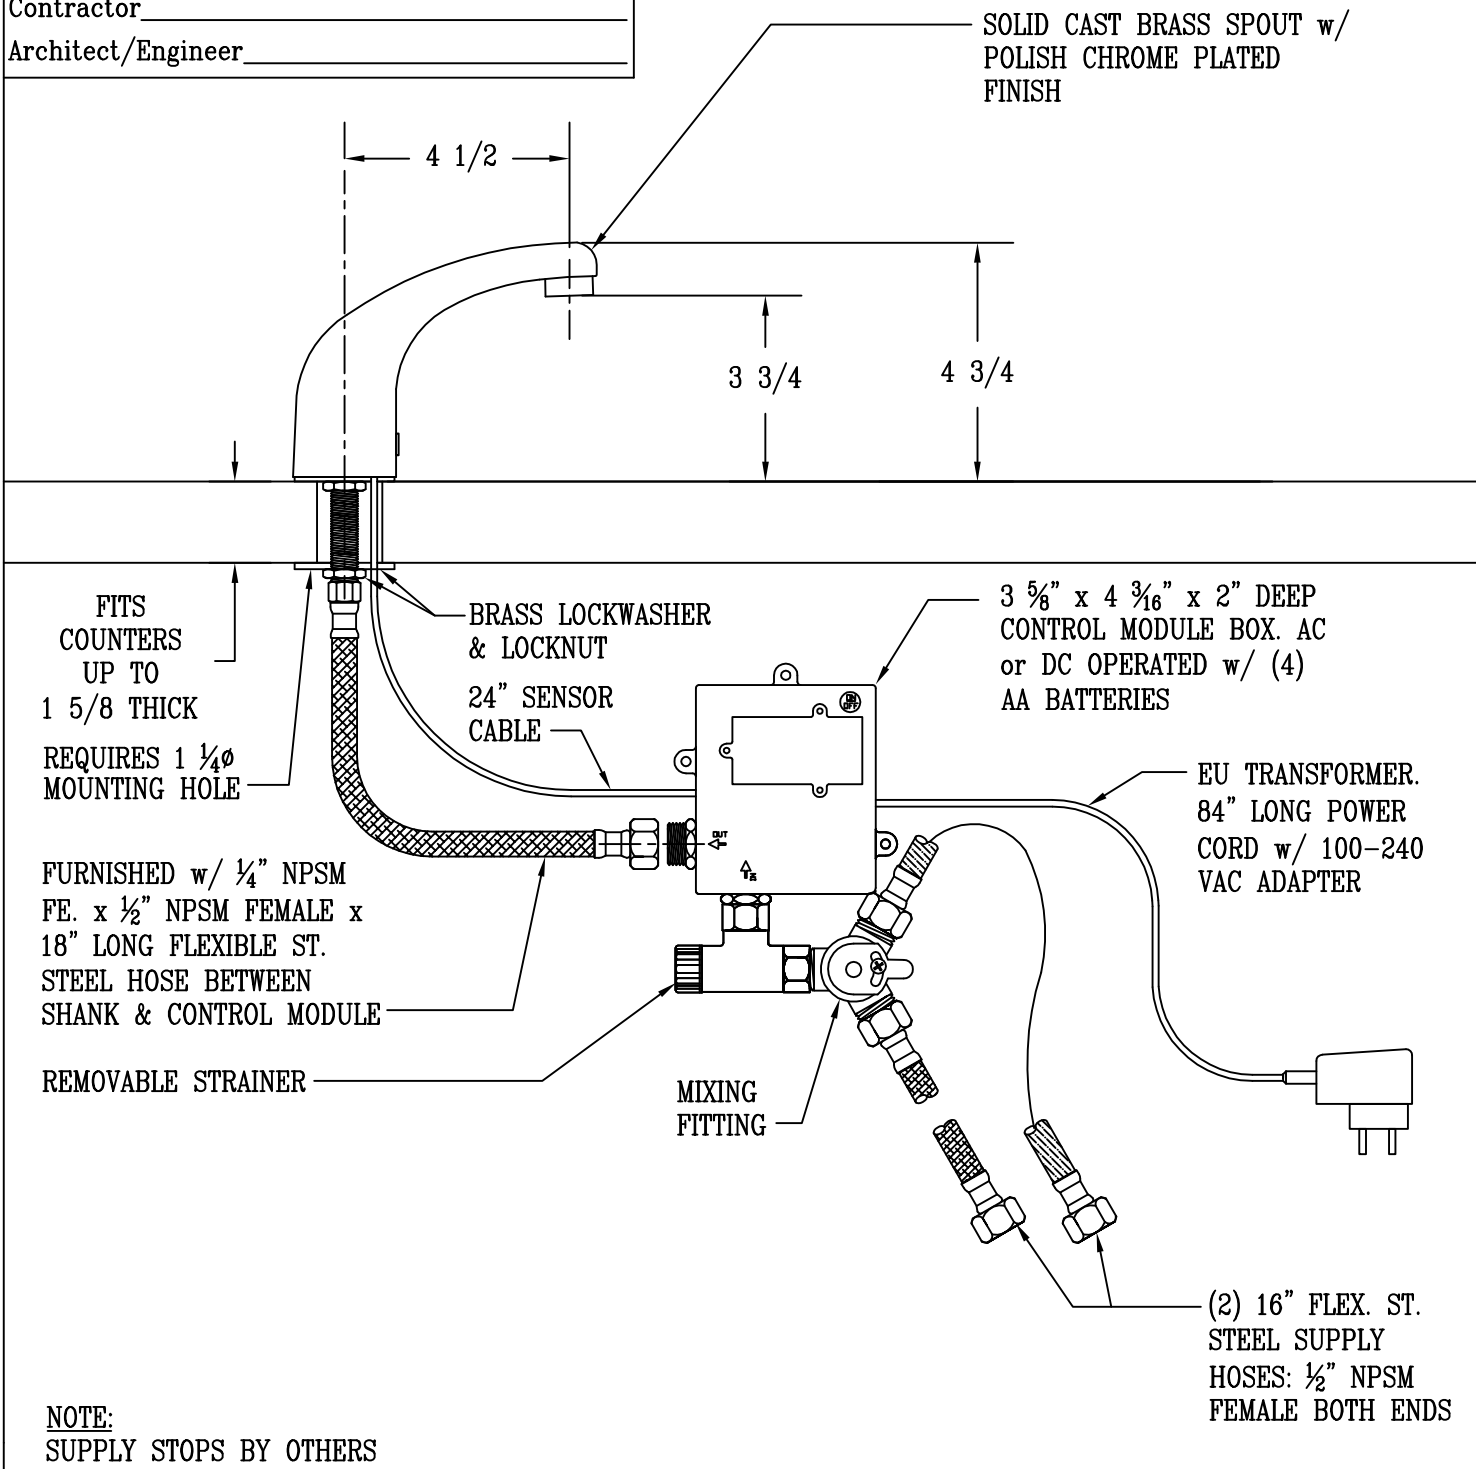 Contractor
Architect/Engineer
SOLID CAST BRASS SPOUT w/
POLISH CHROME PLATED
FINISH
4 1/2
3 3/4
4 3/4
FITS
COUNTERS
UP TO
1 5/8 THICK
REQUIRES 1 ¼ø
MOUNTING HOLE
BRASS LOCKWASHER
& LOCKNUT
24" SENSOR
CABLE
3 ⅝" x 4 3⁄16" x 2" DEEP
CONTROL MODULE BOX. AC
or DC OPERATED w/ (4)
AA BATTERIES
ON
OFF
OUT
IN
EU TRANSFORMER.
84" LONG POWER
CORD w/ 100-240
VAC ADAPTER
FURNISHED w/ ¼" NPSM
FE. x ½" NPSM FEMALE x
18" LONG FLEXIBLE ST.
STEEL HOSE BETWEEN
SHANK & CONTROL MODULE
REMOVABLE STRAINER
MIXING
FITTING
(2) 16" FLEX. ST.
STEEL SUPPLY
HOSES: ½" NPSM
FEMALE BOTH ENDS
NOTE:
SUPPLY STOPS BY OTHERS